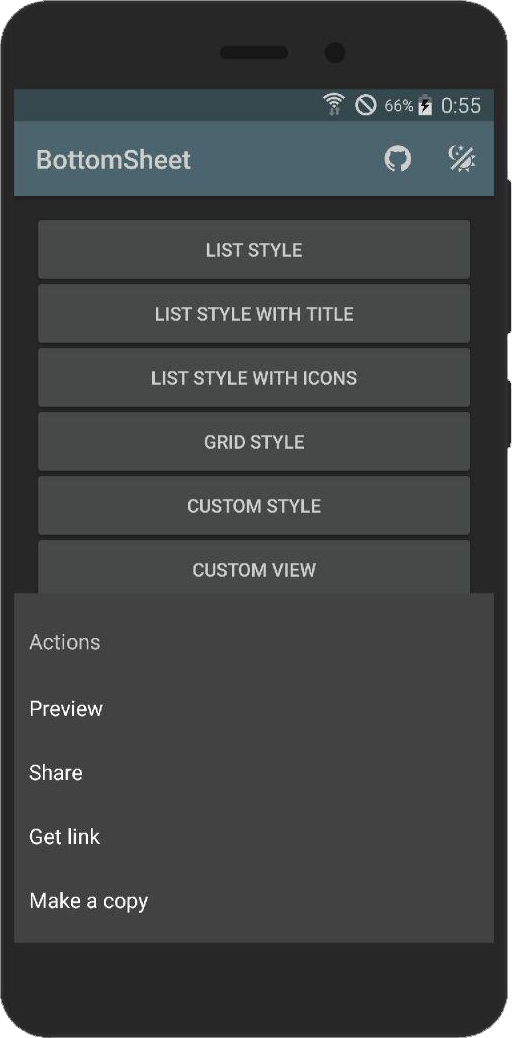 66% 0:55
BottomSheet
LIST STYLE
LIST STYLE WITH TITLE
LIST STYLE WITH ICONS
GRID STYLE
CUSTOM STYLE
CUSTOM VIEW
Actions
Preview
Share
Get link
Make a copy